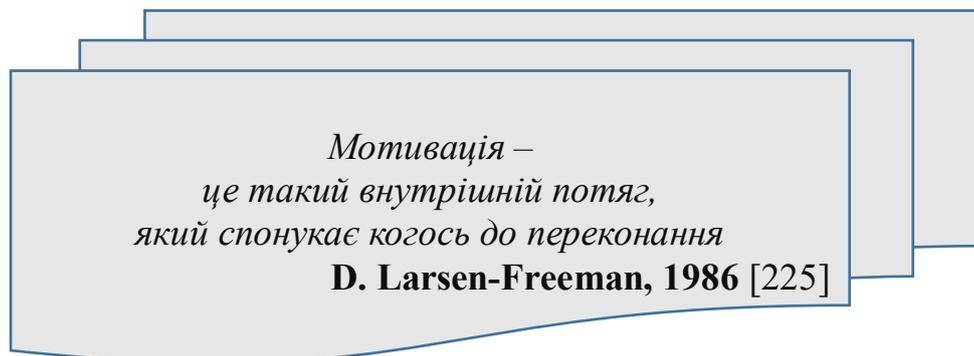 Мотивація –
це такий внутрішній потяг,
який спонукає когось до переконання
D. Larsen-Freeman, 1986 [225]